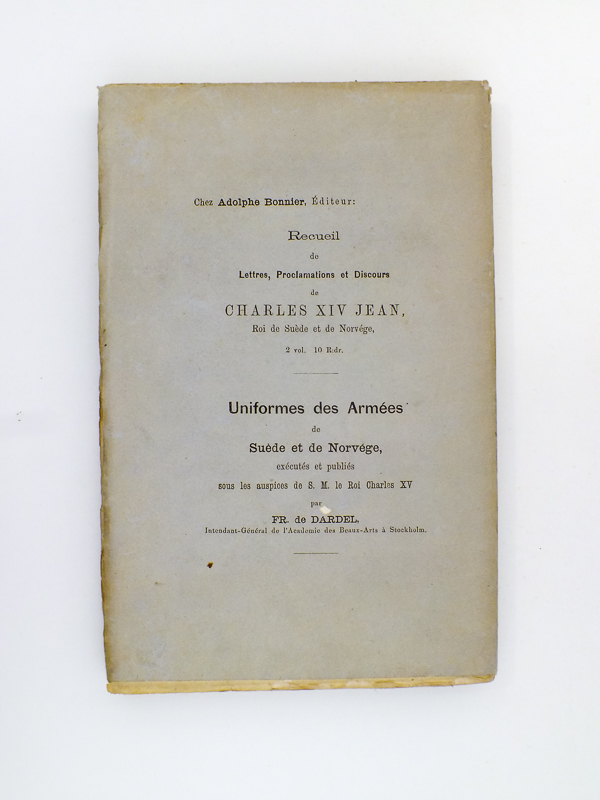 Chez Adolphe Bonnier, Éditeur:
Recueil
de
Lettres, Proclamations et Discours
de
CHARLES XIV JEAN,
Roi de Suède et de Norvége,
2 vol. 10 R:dr.
Uniformes des Armées
de
Suède et de Norvége,
exécutés et publiés
sous les auspices de S. M. le Roi Charles XV
par
FR. de DARDEL,
Intendant-Général de l'Academie des Beaux-Arts à Stockholm.